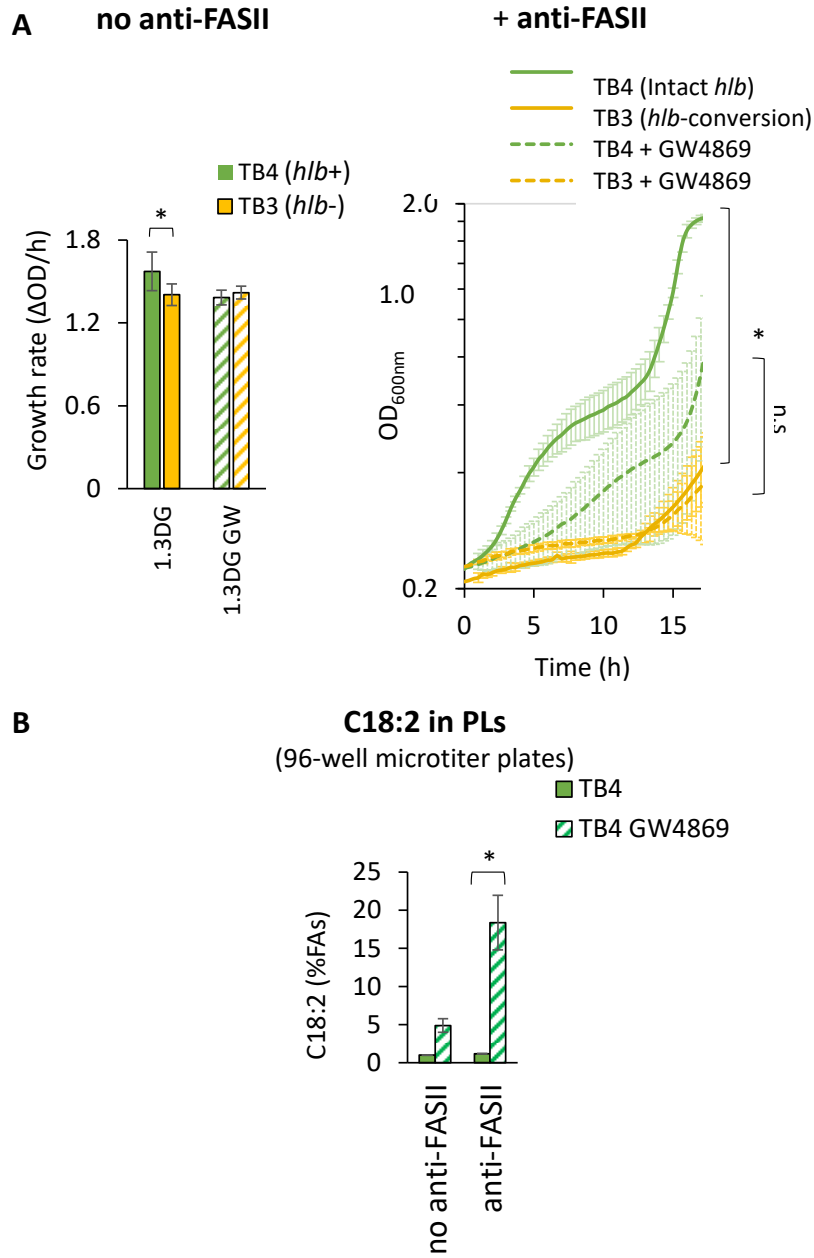 A
no anti-FASII
+ anti-FASII
TB4 (Intact hlb)
TB3 (hlb-conversion)
TB4 + GW4869
TB3 + GW4869
TB4 (hlb+)
TB3 (hlb-)
*
Growth rate (ΔOD/h)
1.8
1.2
0.6
0
1.3DG
1.3DG GW
OD600nm
2.0
1.0
0.2
0
5
10
15
Time (h)
*
n.s
B
C18:2 in PLs
(96-well microtiter plates)
TB4
TB4 GW4869
*
C18:2 (%FAs)
25
20
15
10
5
0
no anti-FASII
anti-FASII